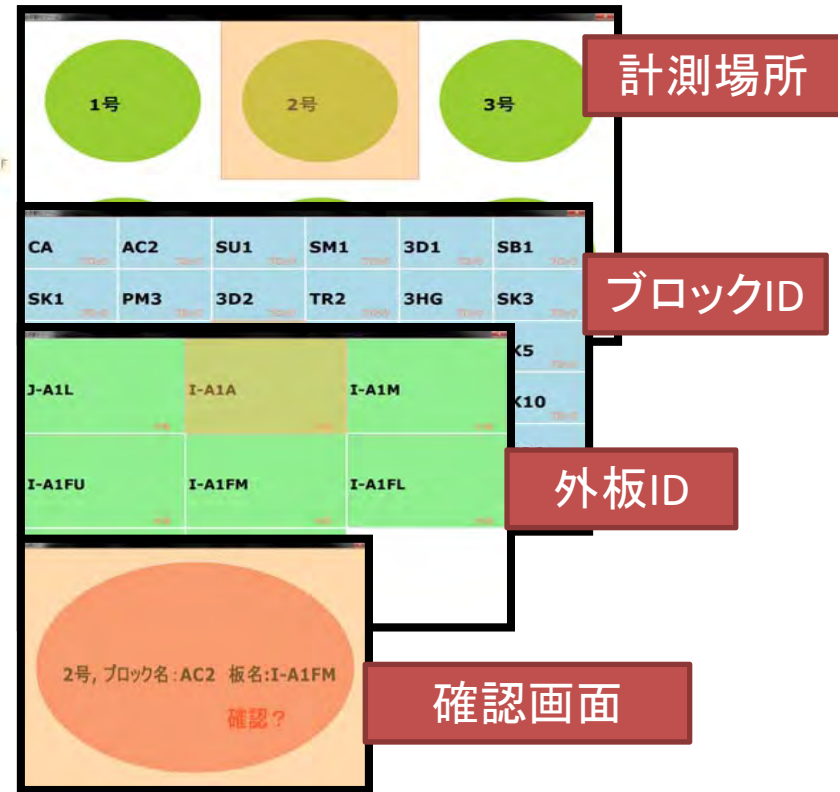 計測場所
1号
2号
3号
F
ブロックID
CA AC2 SU1 SM1 3D1 SB1
SK1 PM3 3D2 TR2 3HG SK3
K5
K10
外板ID
J-A1L I-A1A I-A1M
I-A1FU I-A1FM I-A1FL
2号, ブロック名:AC2 板名:I-A1FM
確認?
確認画面